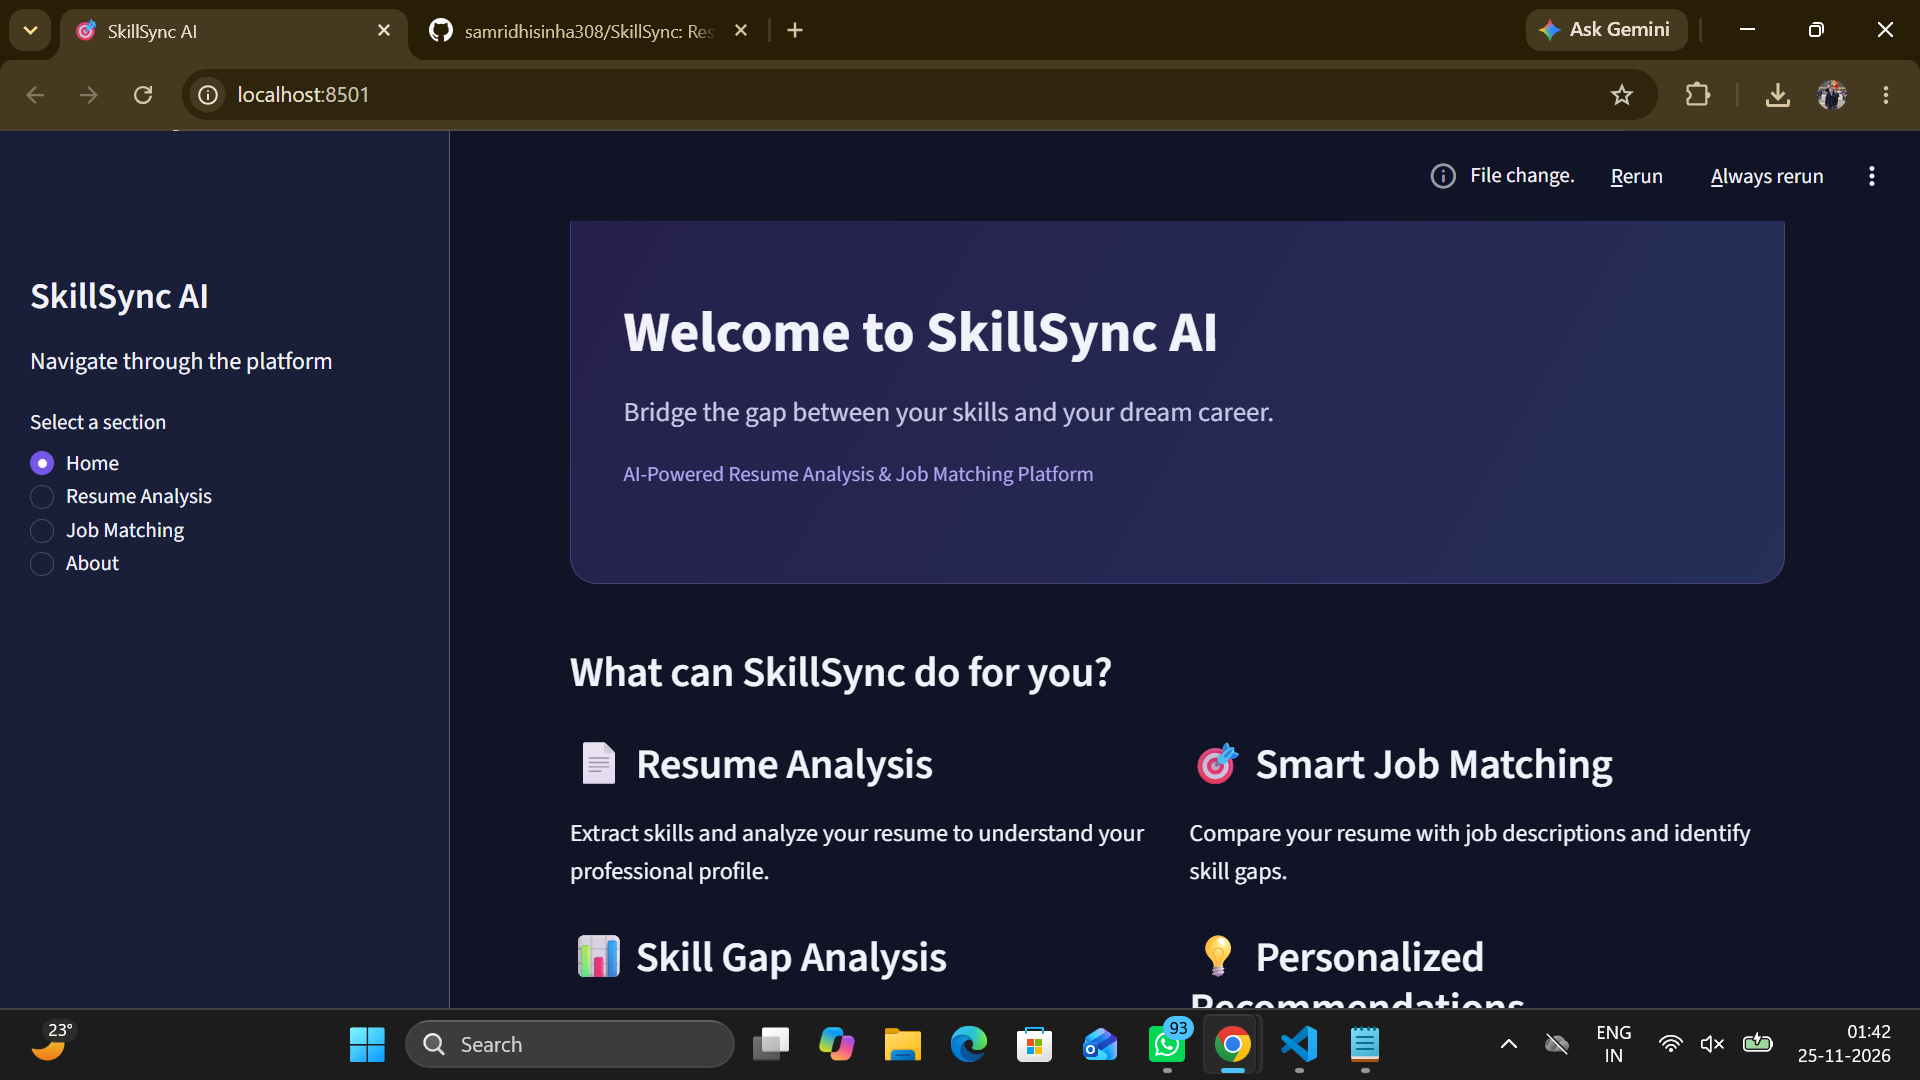 SkillSync AI
samridhisinha308/SkillSync: Res
Ask Gemini
localhost:8501
File change.
Rerun
Always rerun
SkillSync AI
Navigate through the platform
Select a section
Home
Resume Analysis
Job Matching
About
Welcome to SkillSync AI
Bridge the gap between your skills and your dream career.
AI-Powered Resume Analysis & Job Matching Platform
What can SkillSync do for you?
Resume Analysis
Extract skills and analyze your resume to understand your
professional profile.
Smart Job Matching
Compare your resume with job descriptions and identify
skill gaps.
Skill Gap Analysis
Personalized
Recommendations
23°
Search
93
ENG
IN
01:42
25-11-2026